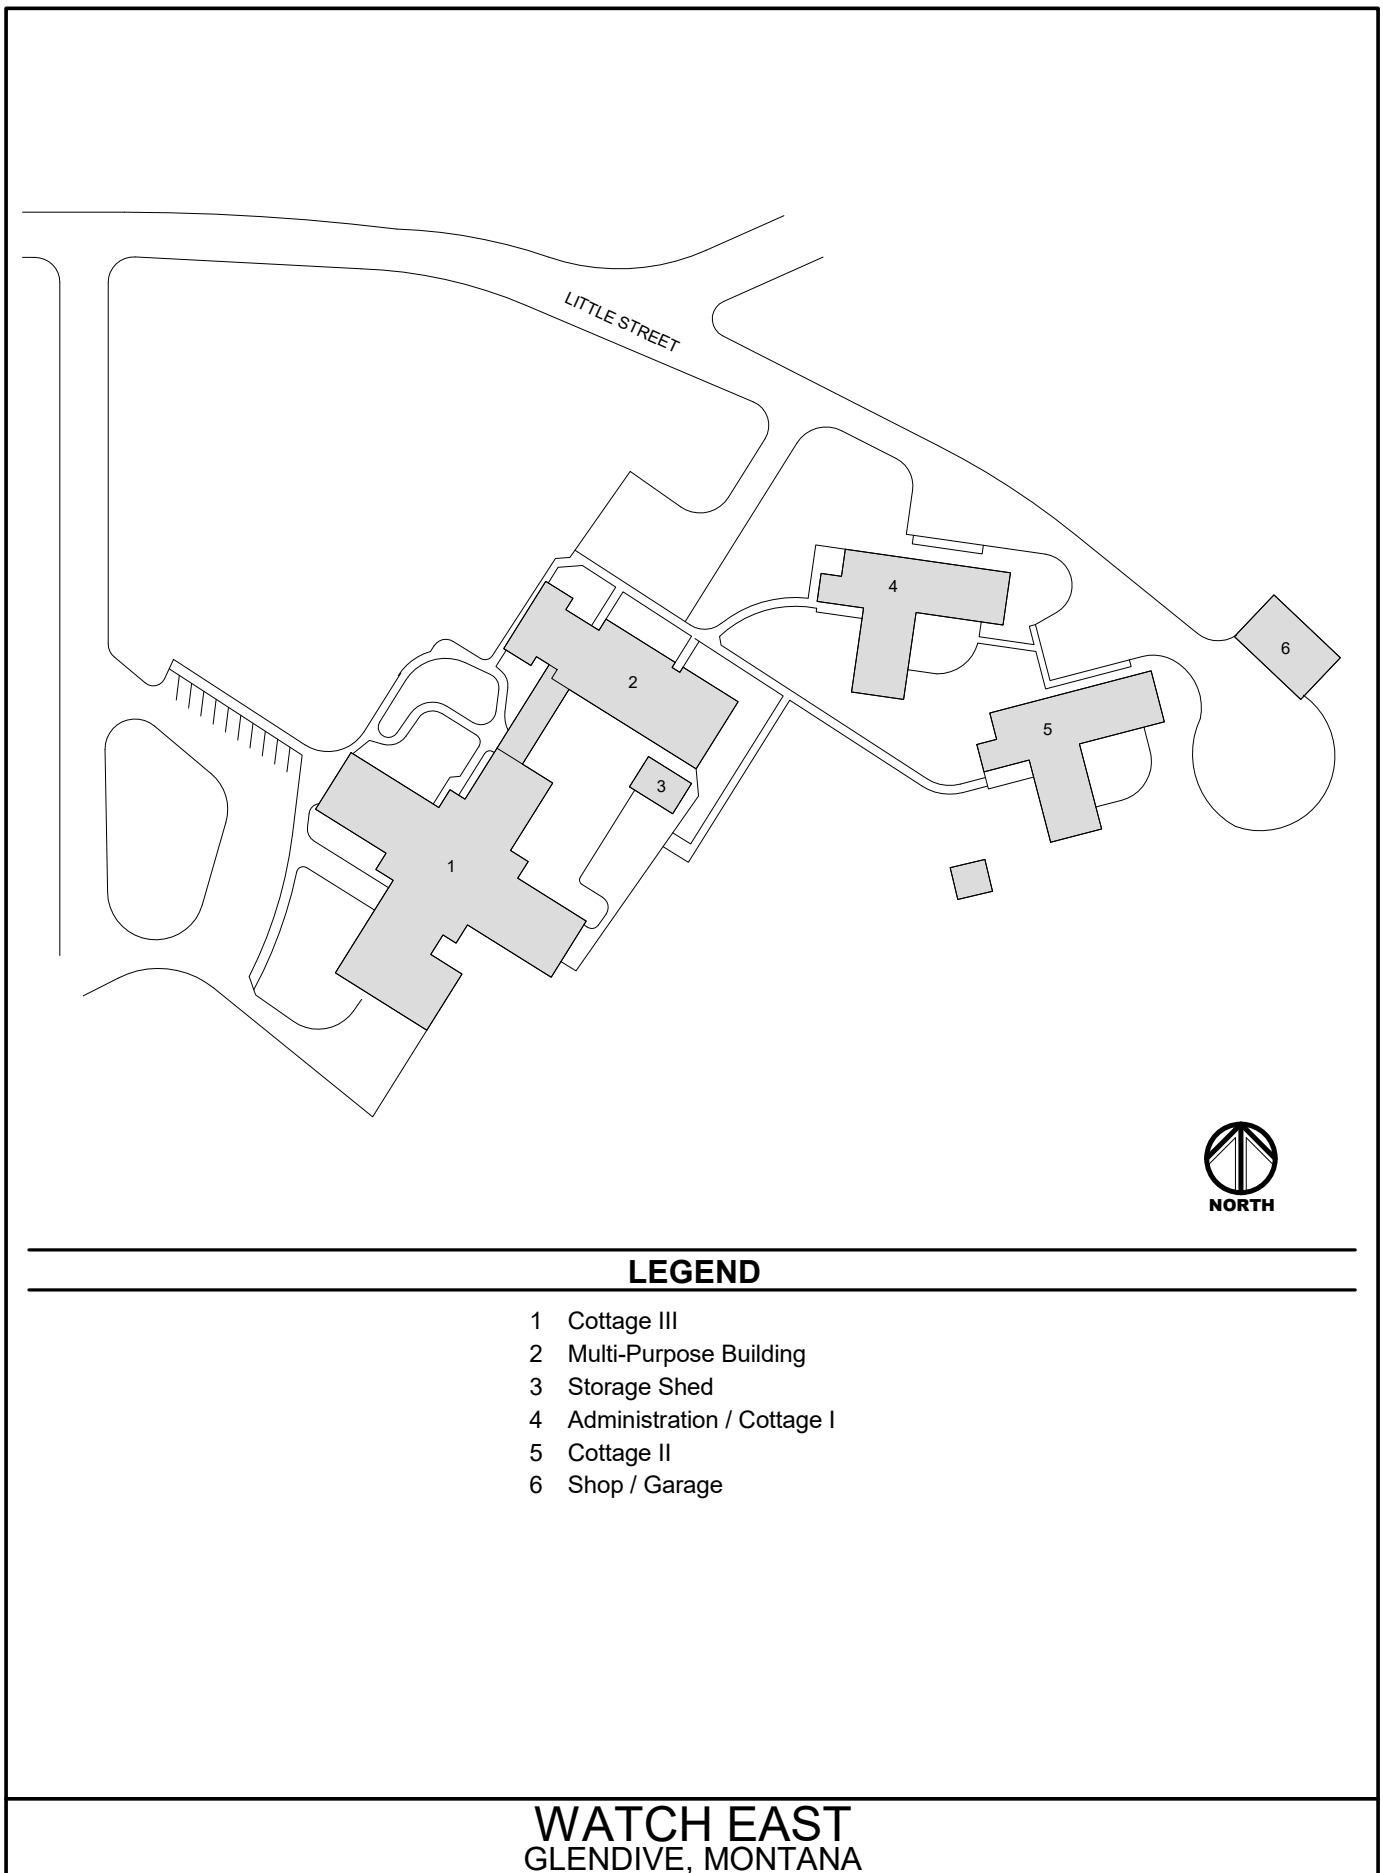 LITTLE STREET
4
6
2
5
3
1
NORTH
LEGEND
1 Cottage III
2 Multi-Purpose Building
3 Storage Shed
4 Administration / Cottage I
5 Cottage II
6 Shop / Garage
WATCH EAST
GLENDIVE, MONTANA